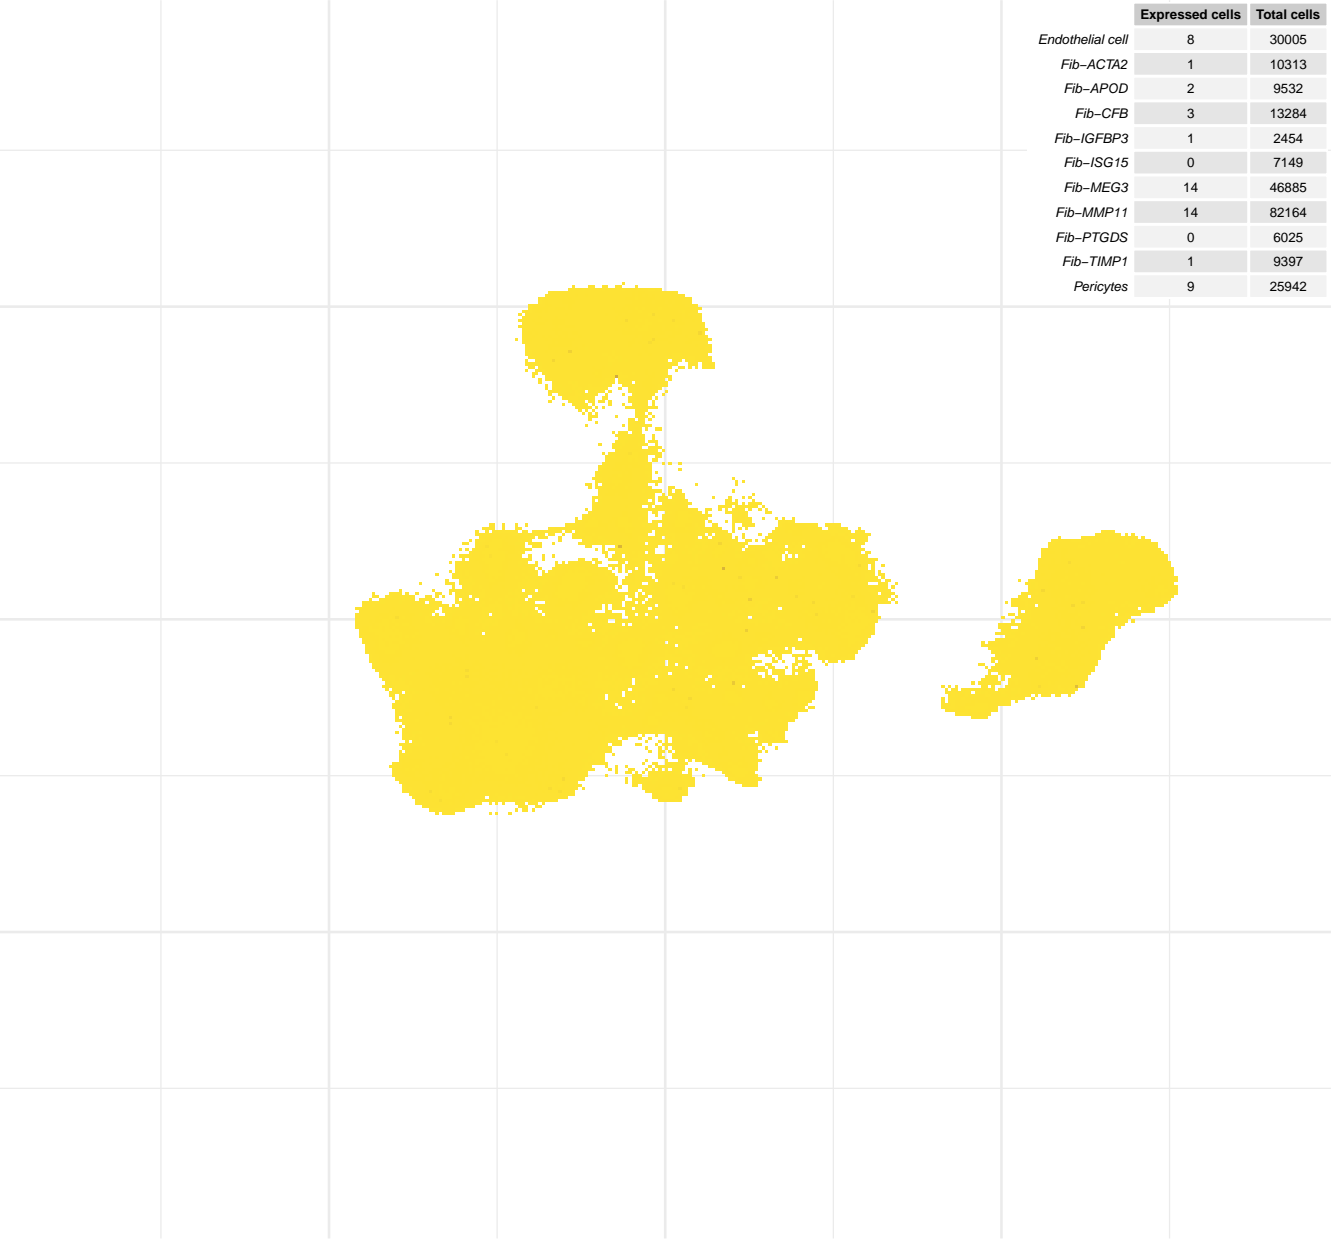 Expressed cells Total cells
Endothelial cell 8 30005
Fib−ACTA2 1 10313
Fib−APOD 2 9532
Fib−CFB 3 13284
Fib−IGFBP3 1 2454
Fib−ISG15 0 7149
Fib−MEG3 14 46885
Fib−MMP11 14 82164
Fib−PTGDS 0 6025
Fib−TIMP1 1 9397
Pericytes 9 25942